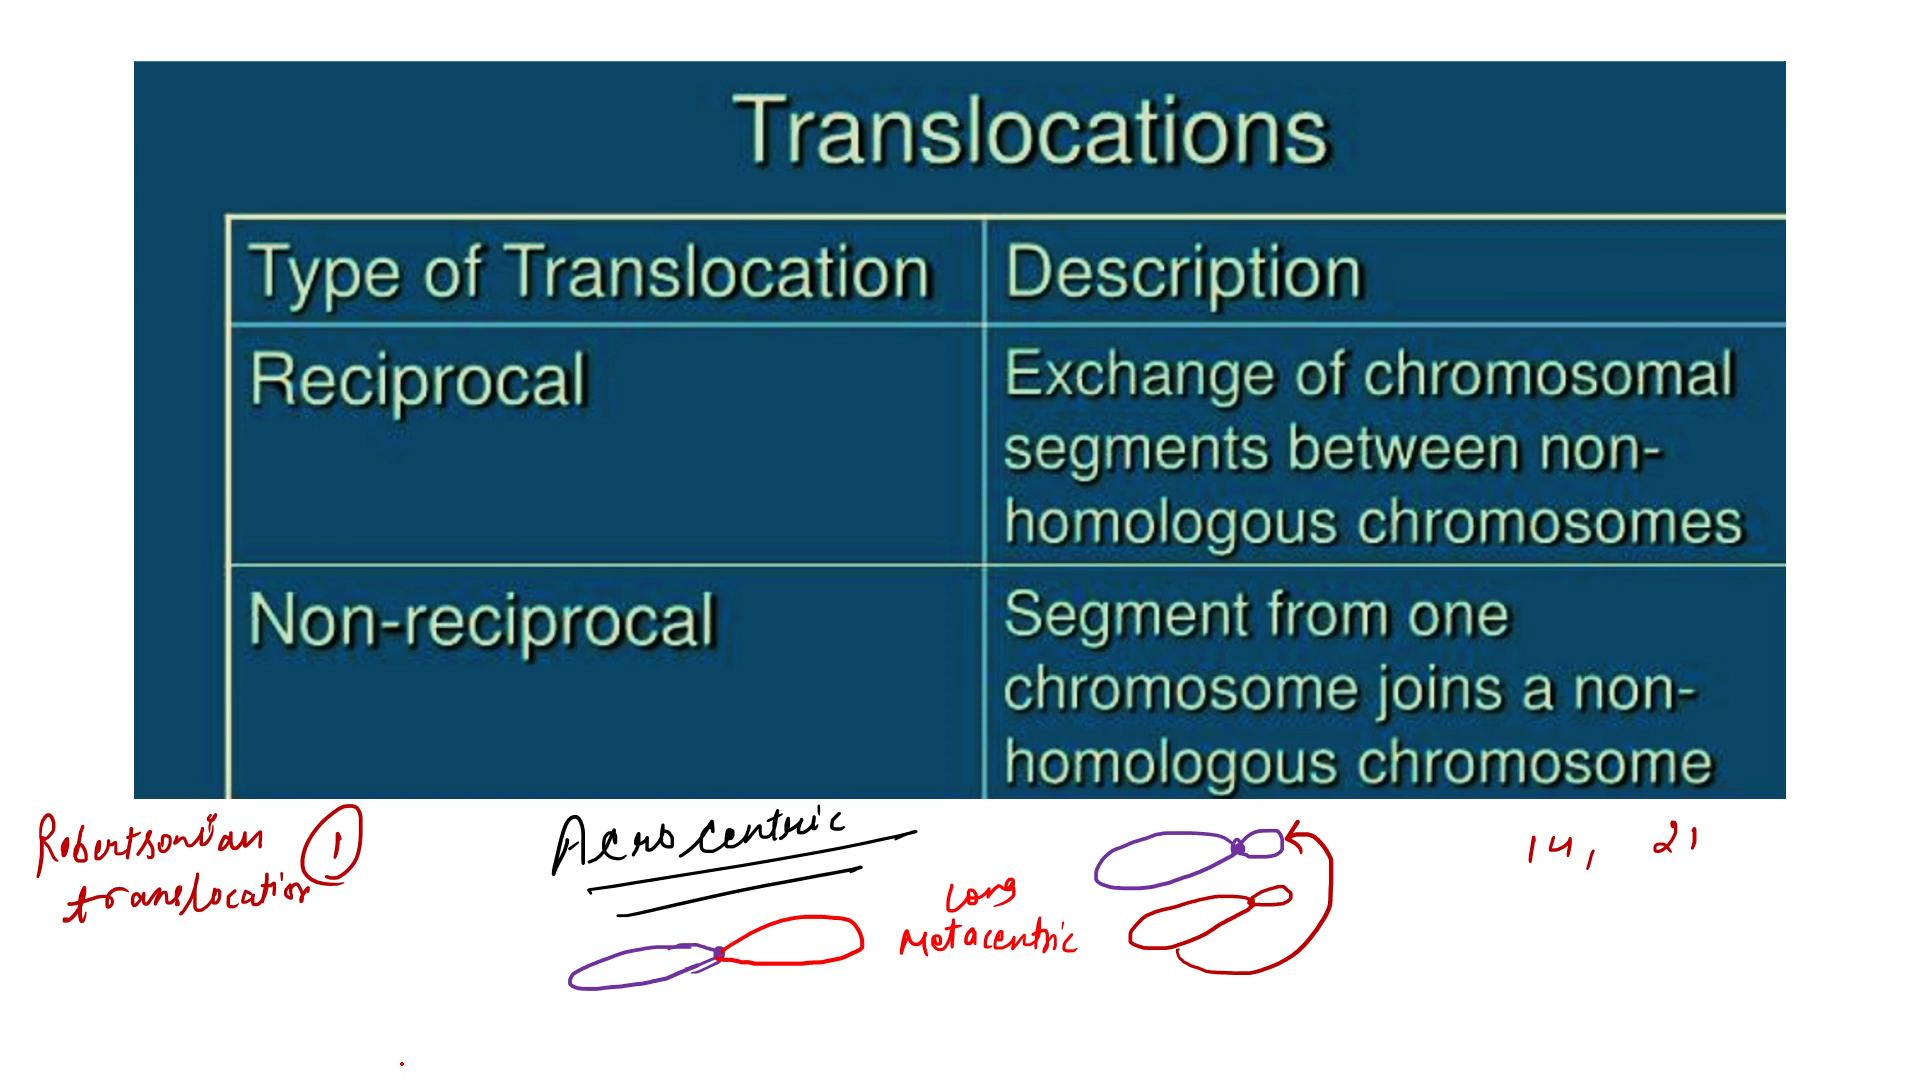 Translocations
Type of Translocation
Description
Reciprocal
Exchange of chromosomal
segments between non-
homologous chromosomes
Non-reciprocal
Segment from one
chromosome joins a non-
homologous chromosome
Robertsonian 1
translocation
Acrocentric
Long
Metacentric
14, 21